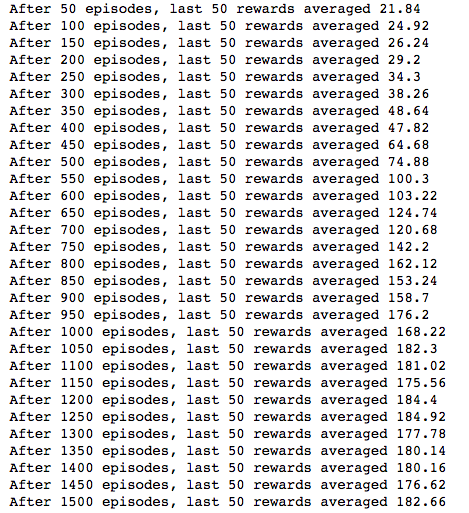 After 50 episodes, last 50 rewards averaged 21.84
After 100 episodes, last 50 rewards averaged 24.92
After 150 episodes, last 50 rewards averaged 26.24
After 200 episodes, last 50 rewards averaged 29.2
After 250 episodes, last 50 rewards averaged 34.3
After 300 episodes, last 50 rewards averaged 38.26
After 350 episodes, last 50 rewards averaged 48.64
After 400 episodes, last 50 rewards averaged 47.82
After 450 episodes, last 50 rewards averaged 64.68
After 500 episodes, last 50 rewards averaged 74.88
After 550 episodes, last 50 rewards averaged 100.3
After 600 episodes, last 50 rewards averaged 103.22
After 650 episodes, last 50 rewards averaged 124.74
After 700 episodes, last 50 rewards averaged 120.68
After 750 episodes, last 50 rewards averaged 142.2
After 800 episodes, last 50 rewards averaged 162.12
After 850 episodes, last 50 rewards averaged 153.24
After 900 episodes, last 50 rewards averaged 158.7
After 950 episodes, last 50 rewards averaged 176.2
After 1000 episodes, last 50 rewards averaged 168.22
After 1050 episodes, last 50 rewards averaged 182.3
After 1100 episodes, last 50 rewards averaged 181.02
After 1150 episodes, last 50 rewards averaged 175.56
After 1200 episodes, last 50 rewards averaged 184.4
After 1250 episodes, last 50 rewards averaged 184.92
After 1300 episodes, last 50 rewards averaged 177.78
After 1350 episodes, last 50 rewards averaged 180.14
After 1400 episodes, last 50 rewards averaged 180.16
After 1450 episodes, last 50 rewards averaged 176.62
After 1500 episodes, last 50 rewards averaged 182.66